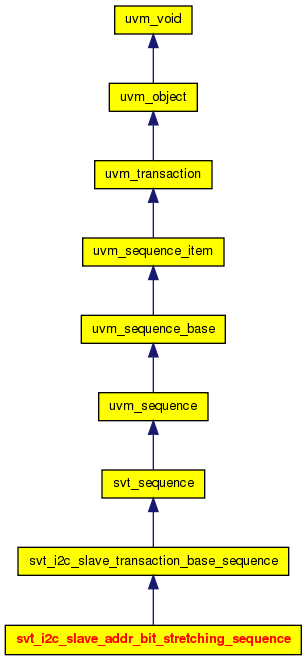 uvm_void
uvm_object
uvm_transaction
uvm_sequence_item
uvm_sequence_base
uvm_sequence
svt_sequence
svt_i2c_slave_transaction_base_sequence
svt_i2c_slave_addr_bit_stretching_sequence